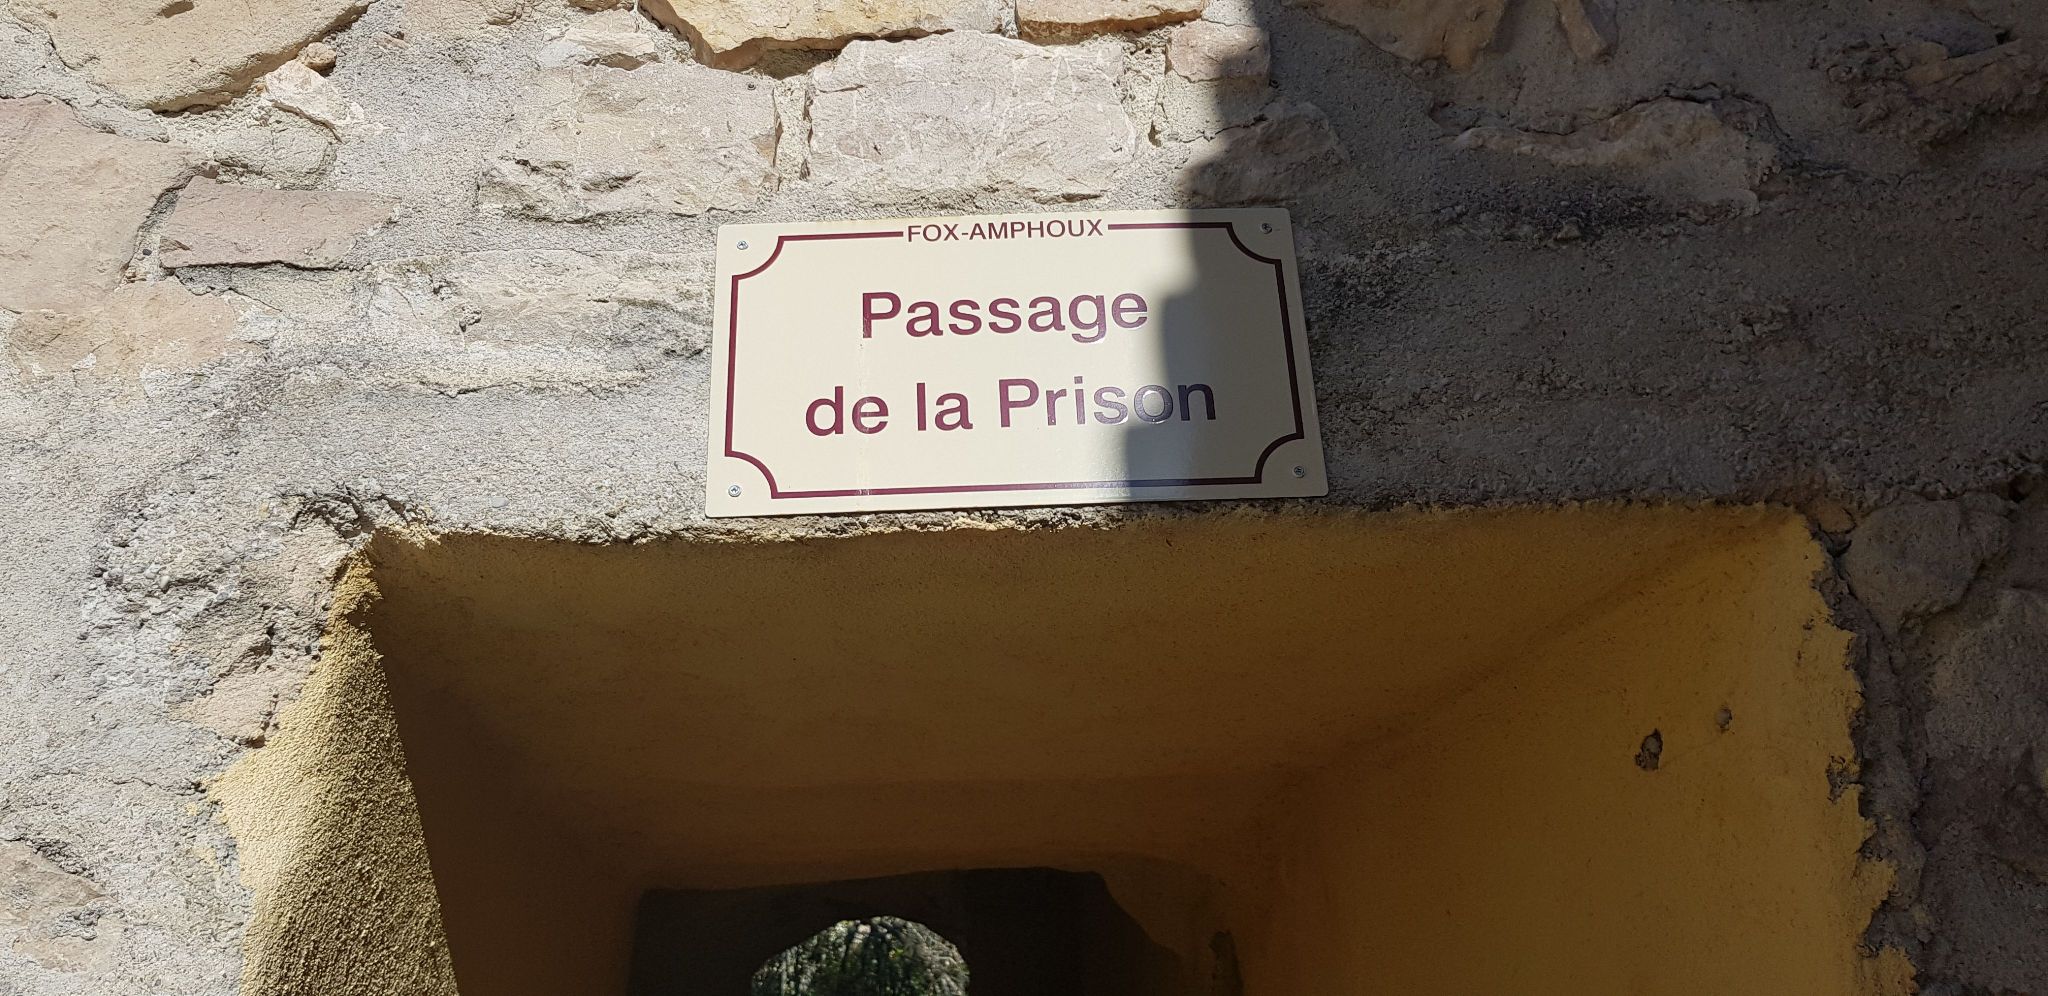 FOX-AMPHOUX
Passage
de la Prison